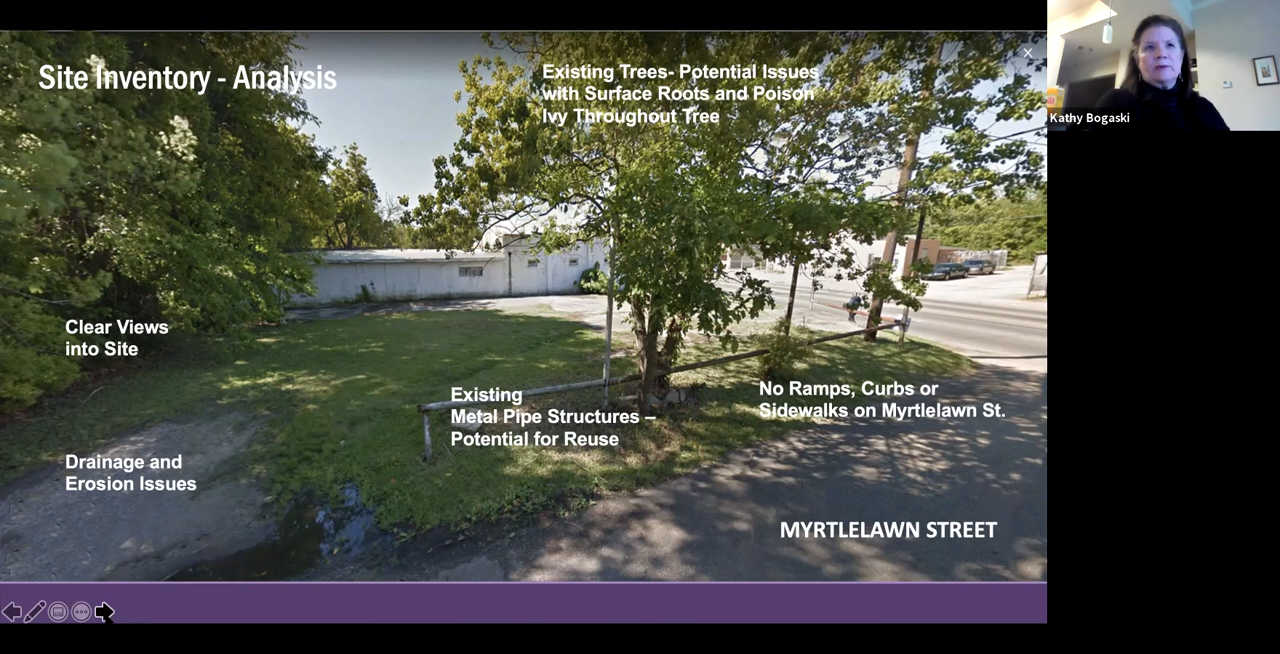 Site Inventory - Analysis
Existing Trees- Potential Issues
with Surface Roots and Poison
Ivy Throughout Tree
Kathy Bogaski
Clear Views
into Site
Existing
Metal Pipe Structures –
Potential for Reuse
No Ramps, Curbs or
Sidewalks on Myrtlelawn St.
Drainage and
Erosion Issues
MYRTLELAWN STREET